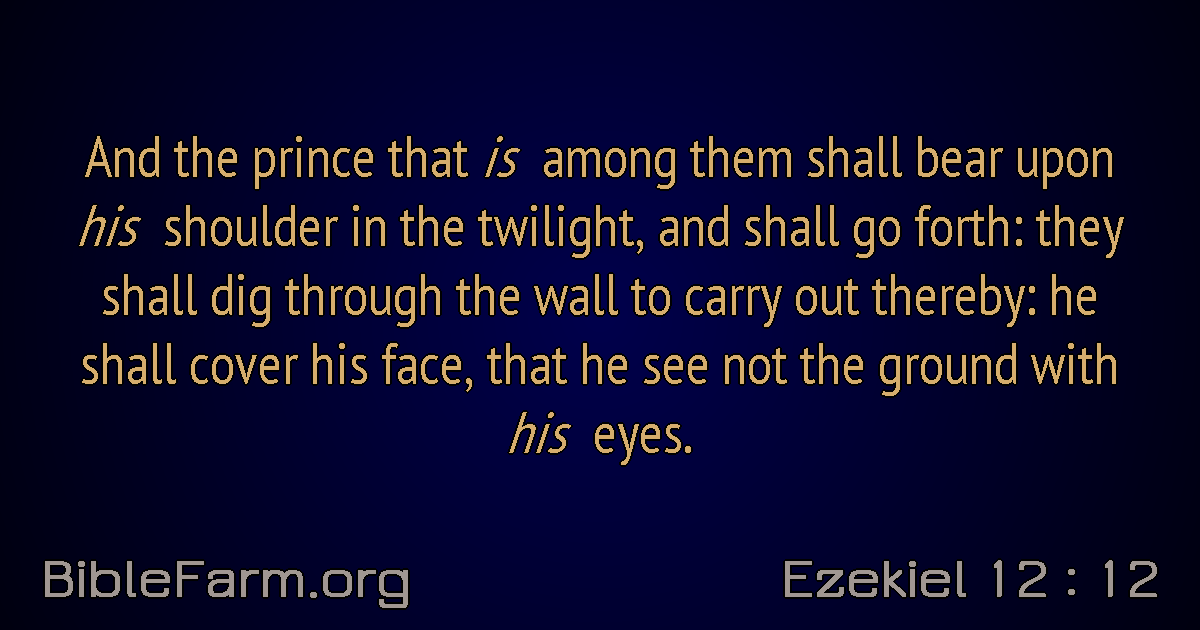 And the prince that is among them shall bear upon
his shoulder in the twilight, and shall go forth: they
shall dig through the wall to carry out thereby: he
shall cover his face, that he see not the ground with
his eyes.
BibleFarm.org
Ezekiel 12 : 12